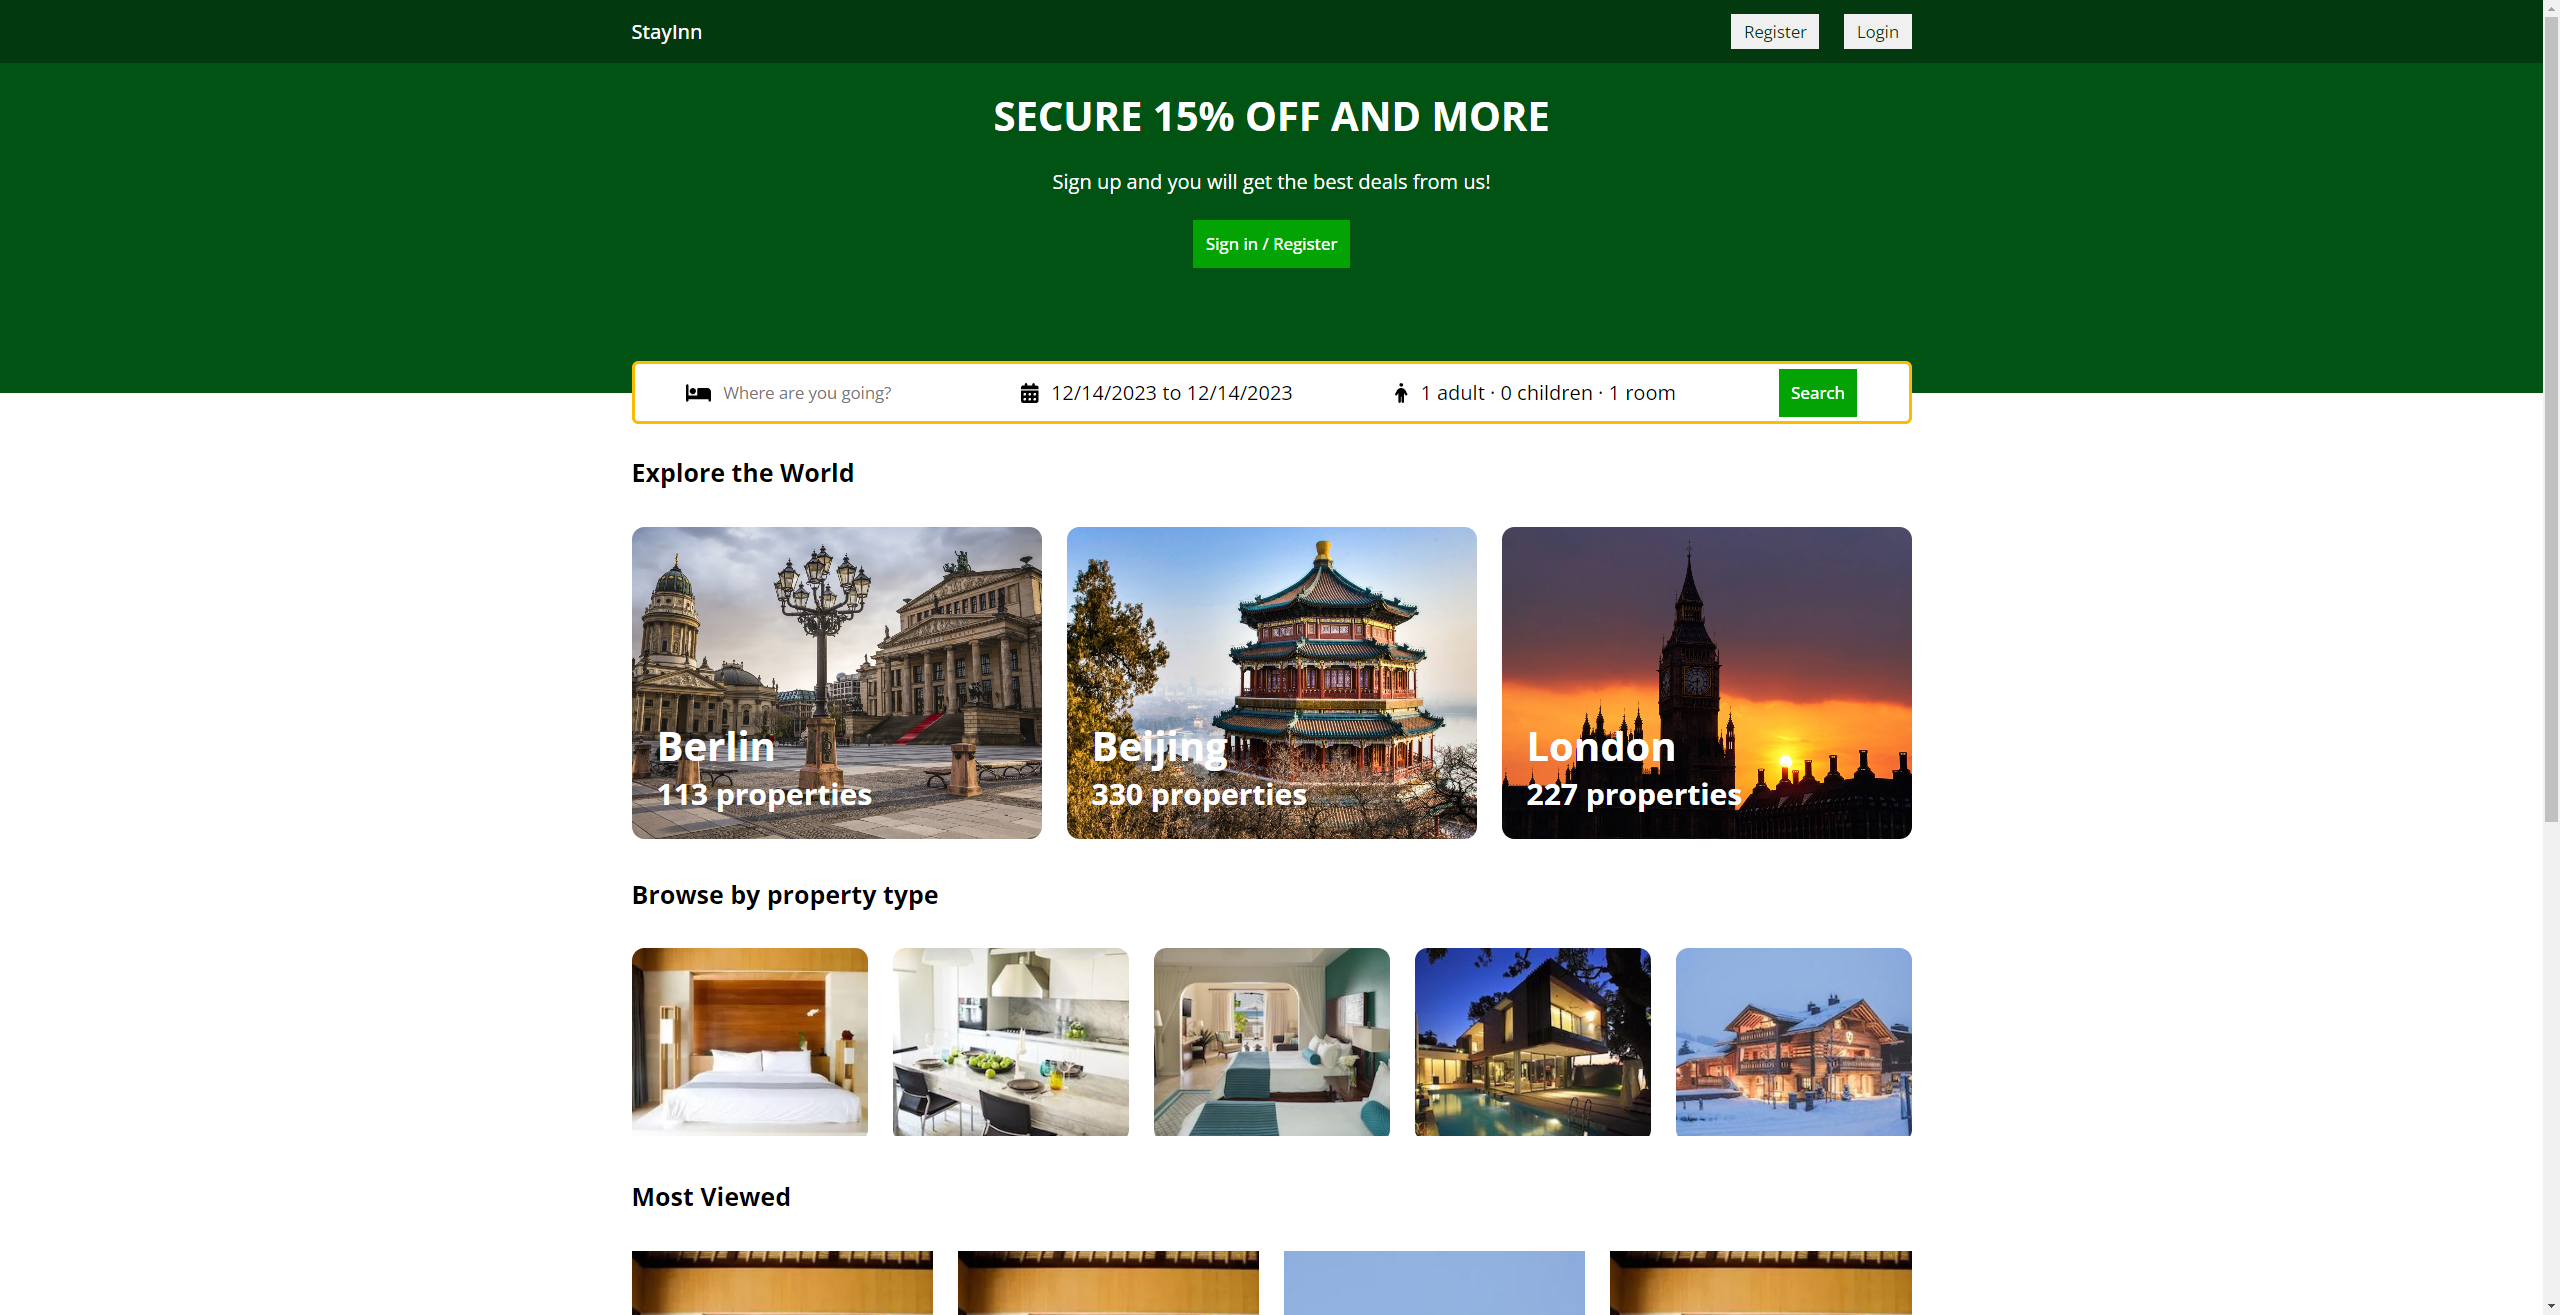 StayInn
Register
Login
SECURE 15% OFF AND MORE
Sign up and you will get the best deals from us!
Sign in / Register
Where are you going?
12/14/2023 to 12/14/2023
1 adult · 0 children · 1 room
Search
Explore the World
Berlin
113 properties
Beijing
330 properties
London
227 properties
Browse by property type
Most Viewed